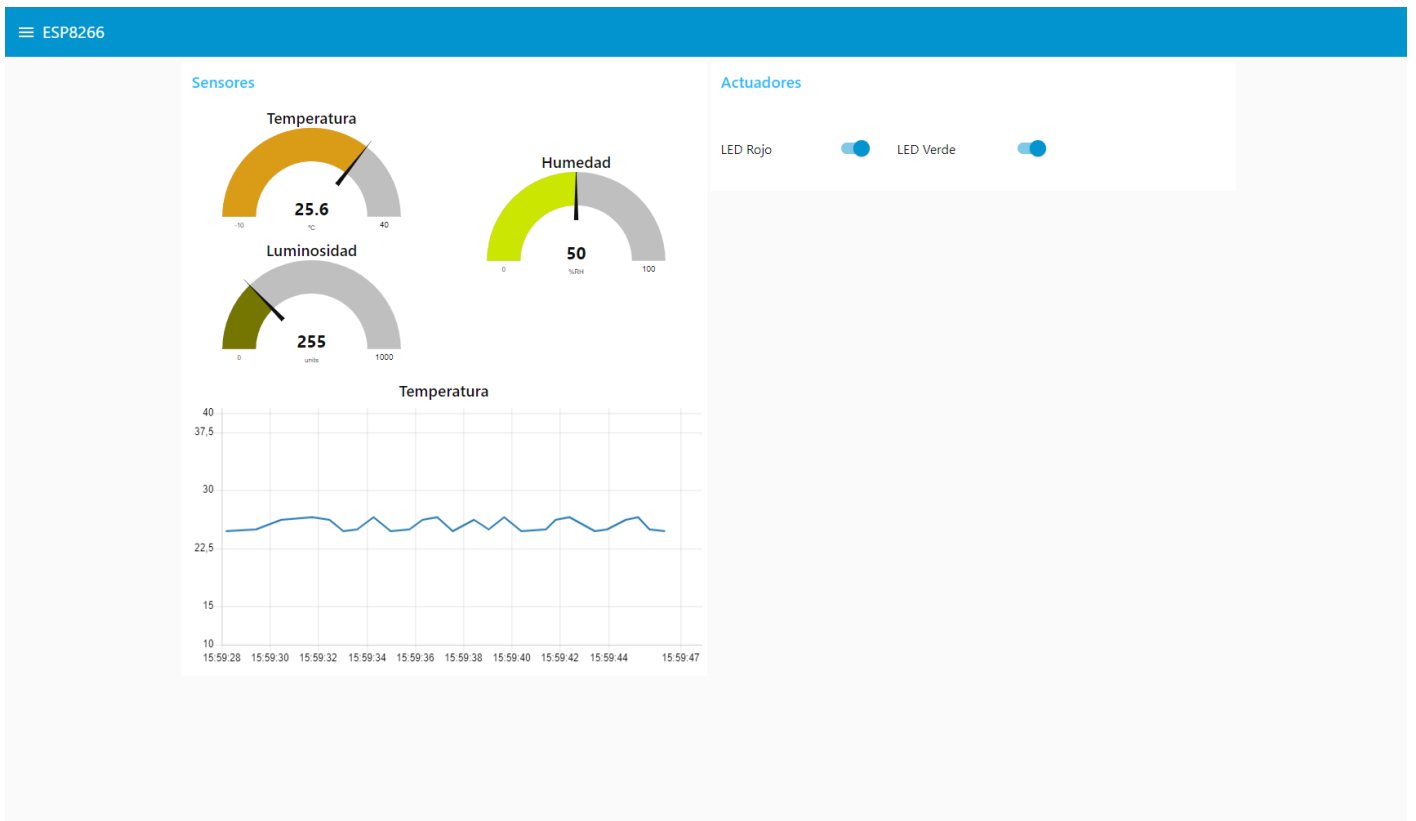 ESP8266
Sensores
Temperatura
25.6
-10
°C
40
Humedad
50
0
%RH
100
Luminosidad
255
0
units
1000
Temperatura
40
37,5
30
22,5
15
10
15:59:28 15:59:30 15:59:32 15:59:34 15:59:36 15:59:38 15:59:40 15:59:42 15:59:44 15:59:47
Actuadores
LED Rojo
LED Verde